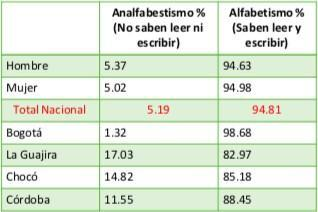 Analfabestismo % Alfabetismo %
(No saben leer ni (Saben leer y
escribir) escribir)
Hombre 5.37 94.63
Mujer 5.02 94.98
Total Nacional 5.19 94.81
Bogotá 1.32 98.68
La Guajira 17.03 82.97
Chocó 14.82 85.18
Córdoba 11.55 88.45